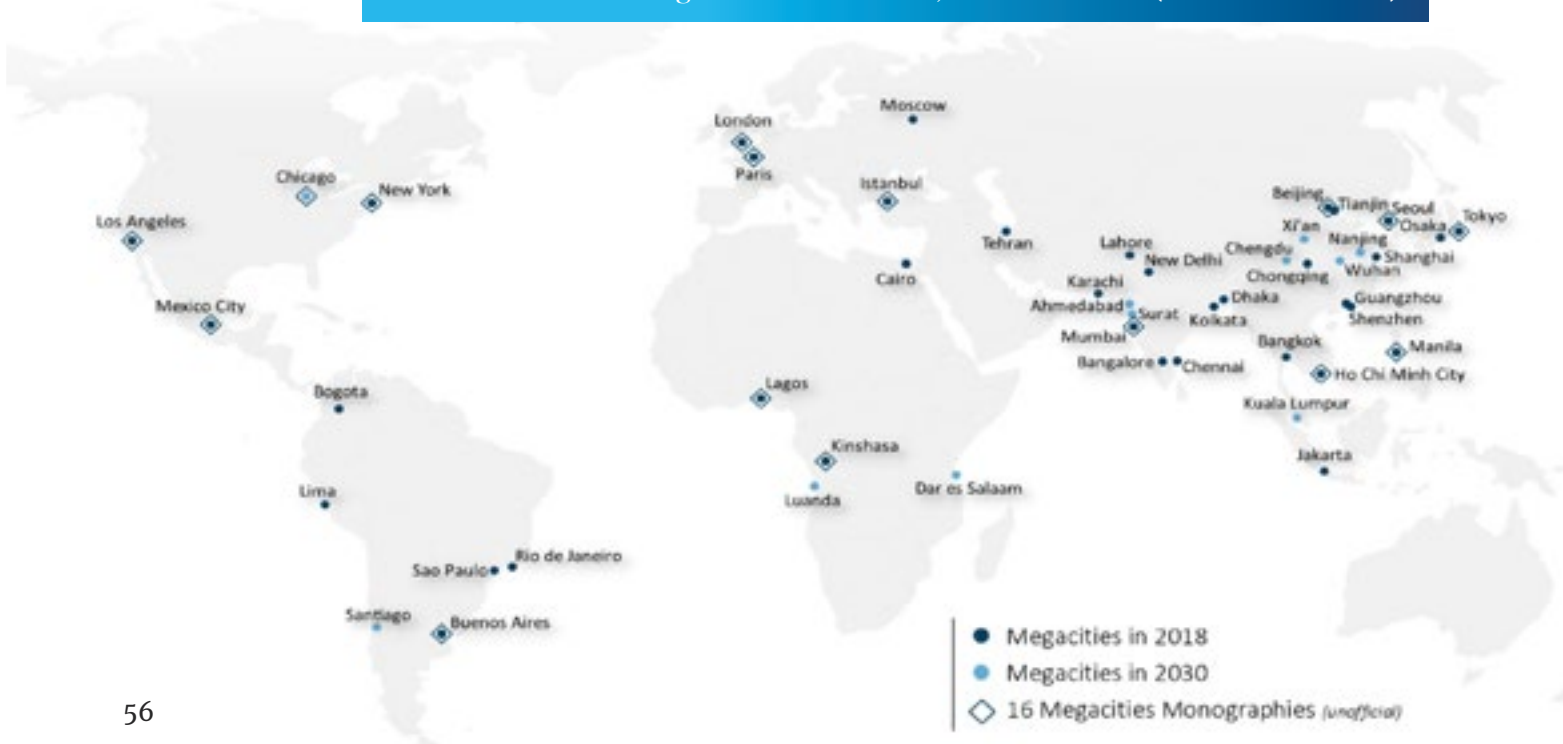 Moscow
London
Paris
Istanbul
Chicago
New York
Los Angeles
Mexico City
Tehran
Cairo
Lahore
New Delhi
Karachi
Ahmedabad
Surat
Mumbai
Dhaka
Kolkata
Bangalore
Chennai
Beijing
Tianjin
Seoul
Tokyo
Osaka
Xi'an
Nanjing
Chengdu
Shanghai
Chongqing
Wuhan
Guangzhou
Shenzhen
Bangkok
Manila
Ho Chi Minh City
Kuala Lumpur
Jakarta
Bogota
Lagos
Kinshasa
Luanda
Dar es Salaam
Lima
Sao Paulo
Rio de Janeiro
Santiago
Buenos Aires
Megacities in 2018
Megacities in 2030
16 Megacities Monographies (unofficial)
56